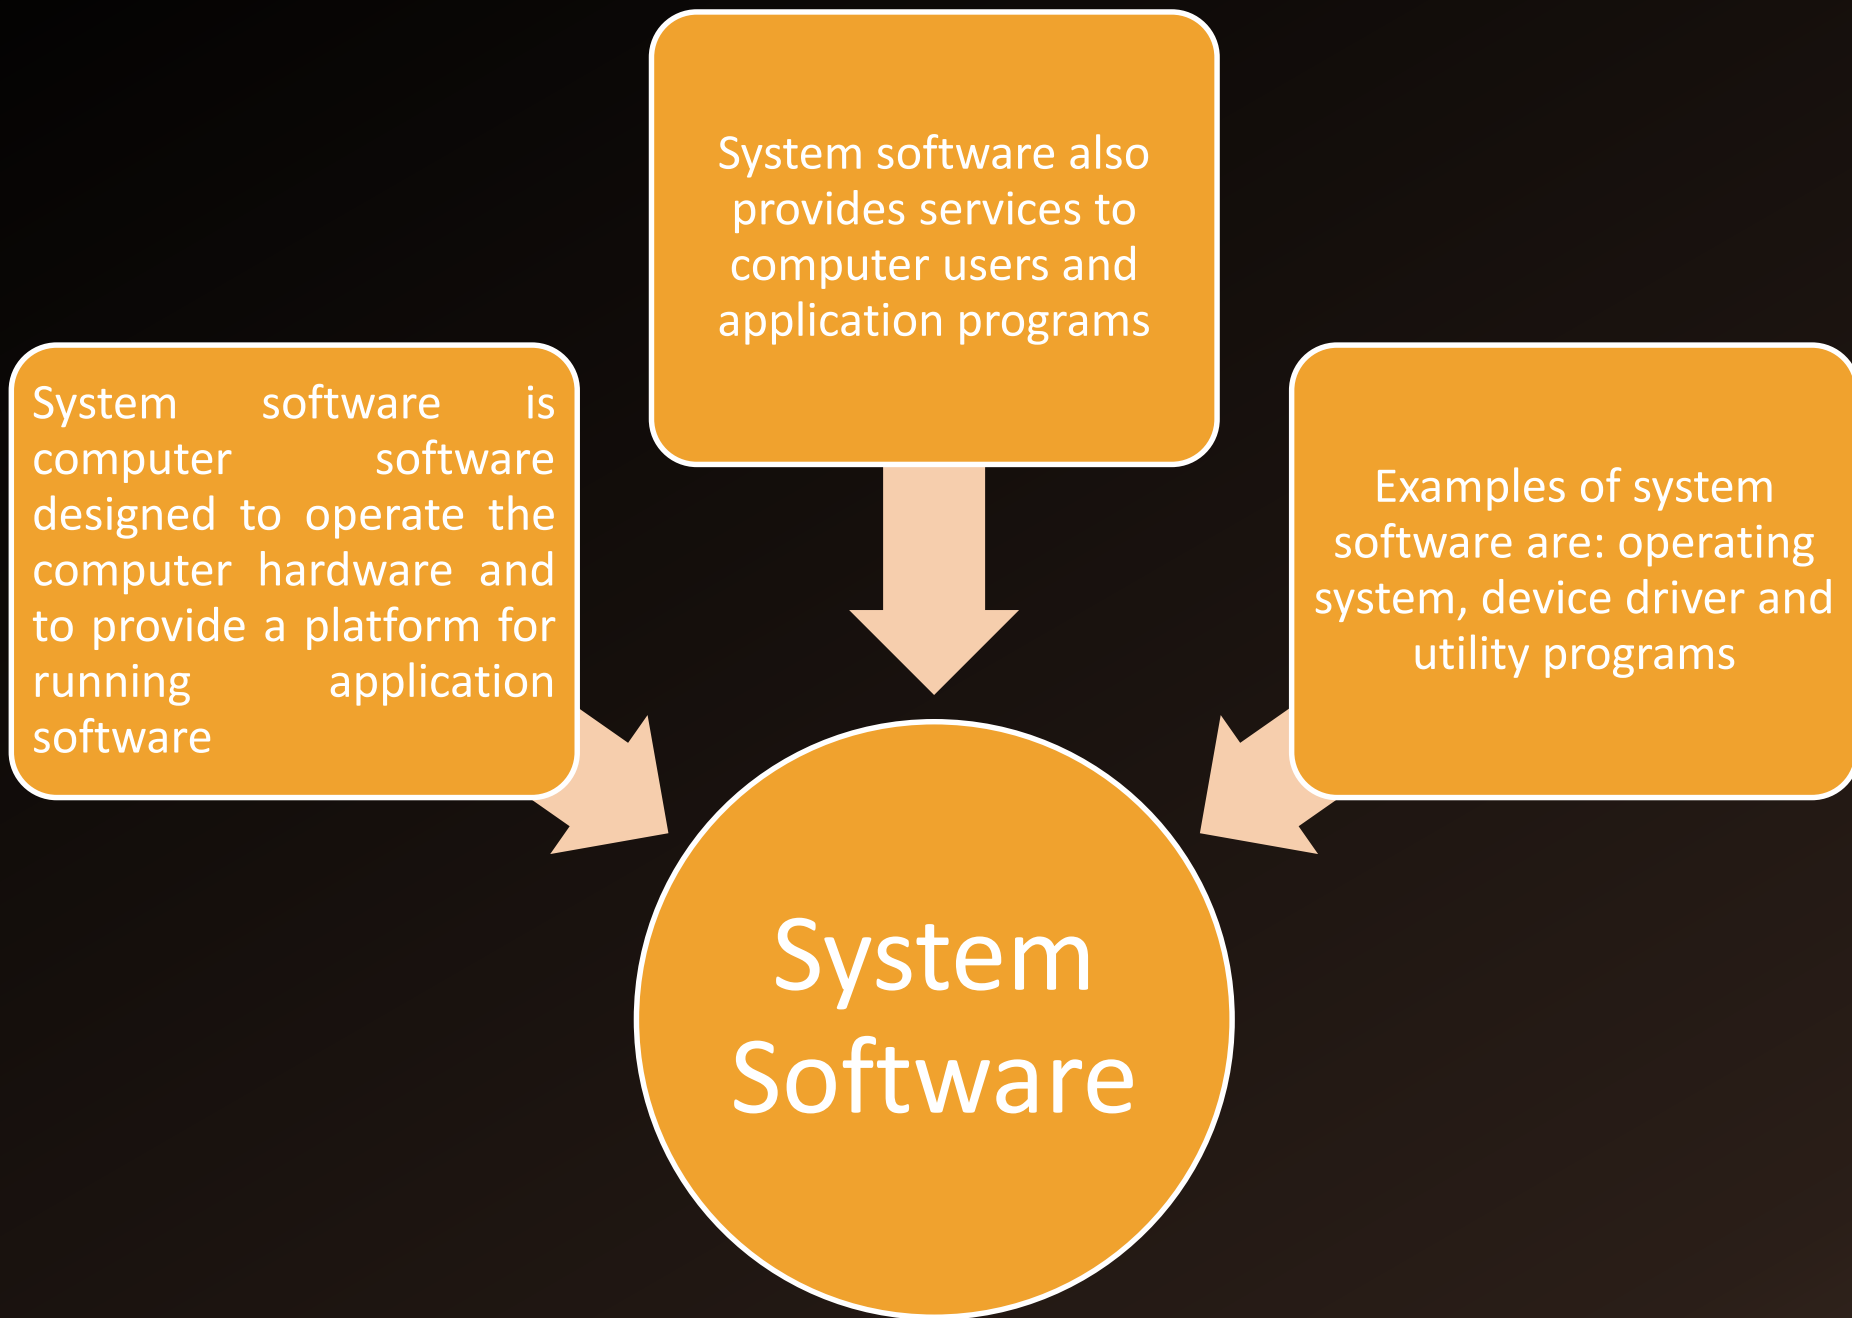 System software is
computer software
designed to operate the
computer hardware and
to provide a platform for
running application
software
System software also
provides services to
computer users and
application programs
Examples of system
software are: operating
system, device driver and
utility programs
System
Software